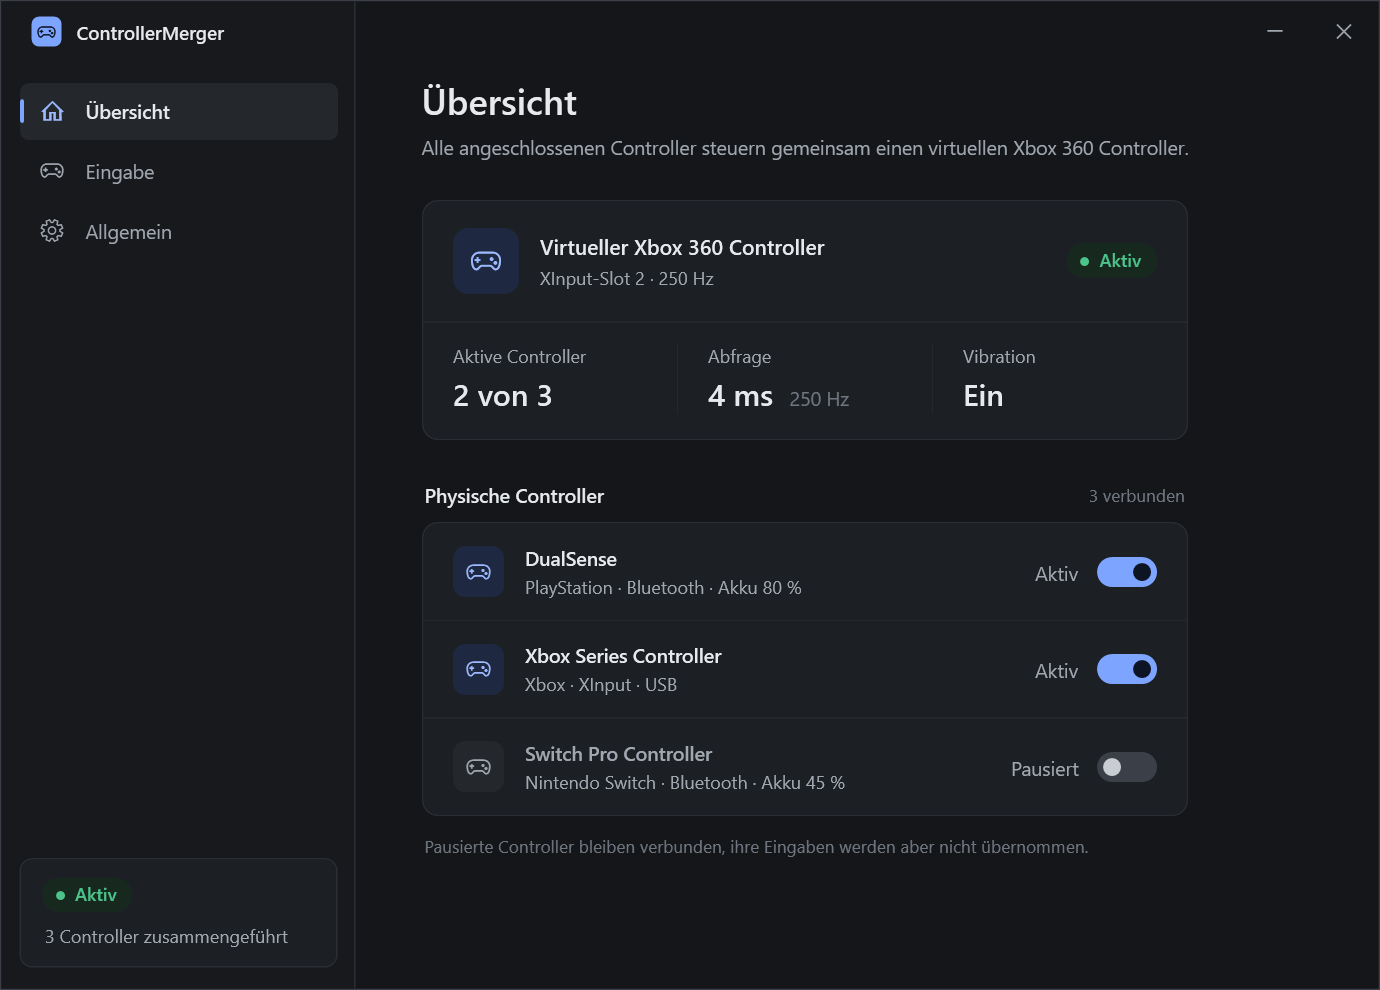 ControllerMerger
Übersicht
Eingabe
Allgemein
Aktiv
3 Controller zusammengeführt
Übersicht
Alle angeschlossenen Controller steuern gemeinsam einen virtuellen Xbox 360 Controller.
Virtueller Xbox 360 Controller
XInput-Slot 2 · 250 Hz
Aktiv
Aktive Controller
2 von 3
Abfrage
4 ms 250 Hz
Vibration
Ein
Physische Controller
3 verbunden
DualSense
PlayStation · Bluetooth · Akku 80 %
Aktiv
Xbox Series Controller
Xbox · XInput · USB
Aktiv
Switch Pro Controller
Nintendo Switch · Bluetooth · Akku 45 %
Pausiert
Pausierte Controller bleiben verbunden, ihre Eingaben werden aber nicht übernommen.